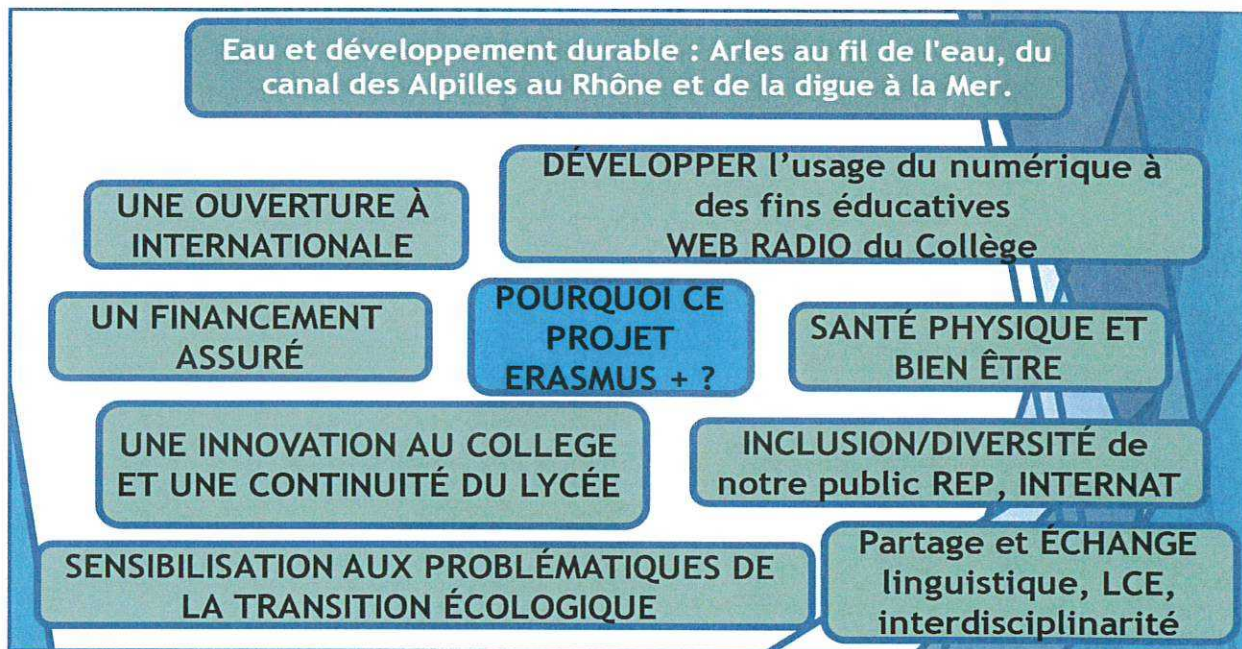 Eau et développement durable : Arles au fil de l'eau, du
canal des Alpilles au Rhône et de la digue à la Mer.
UNE OUVERTURE À
INTERNATIONALE
DÉVELOPPER l'usage du numérique à
des fins éducatives
WEB RADIO du Collège
UN FINANCEMENT
ASSURÉ
POURQUOI CE
PROJET
ERASMUS + ?
SANTÉ PHYSIQUE ET
BIEN ÊTRE
UNE INNOVATION AU COLLEGE
ET UNE CONTINUITÉ DU LYCÉE
INCLUSION/DIVERSITÉ de
notre public REP, INTERNAT
SENSIBILISATION AUX PROBLÉMATIQUES DE
LA TRANSITION ÉCOLOGIQUE
Partage et ÉCHANGE
linguistique, LCE,
interdisciplinarité